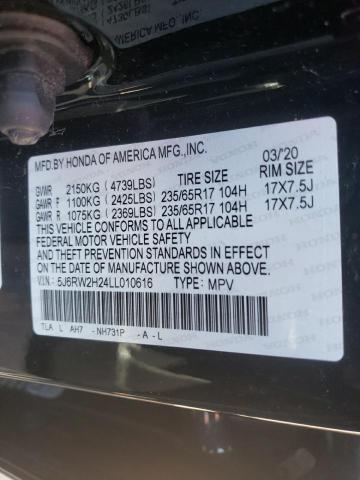 MFD.BY HONDA OF AMERICA MFG.,INC.
03/'20
GVWR 2150KG (4739LBS) TIRE SIZE RIM SIZE
GAWR F 1100KG (2425LBS) 235/65R17 104H 17X7.5J
GAWR R 1075KG (2369LBS) 235/65R17 104H 17X7.5J
THIS VEHICLE CONFORMS TO ALL APPLICABLE
FEDERAL MOTOR VEHICLE SAFETY
AND THEFT PREVENTION STANDARDS IN EFFECT
ON THE DATE OF MANUFACTURE SHOWN ABOVE.
V.I.N.: 5J6RW2H24LL010616 TYPE: MPV
TLA L AH7 - NH731P - A - L